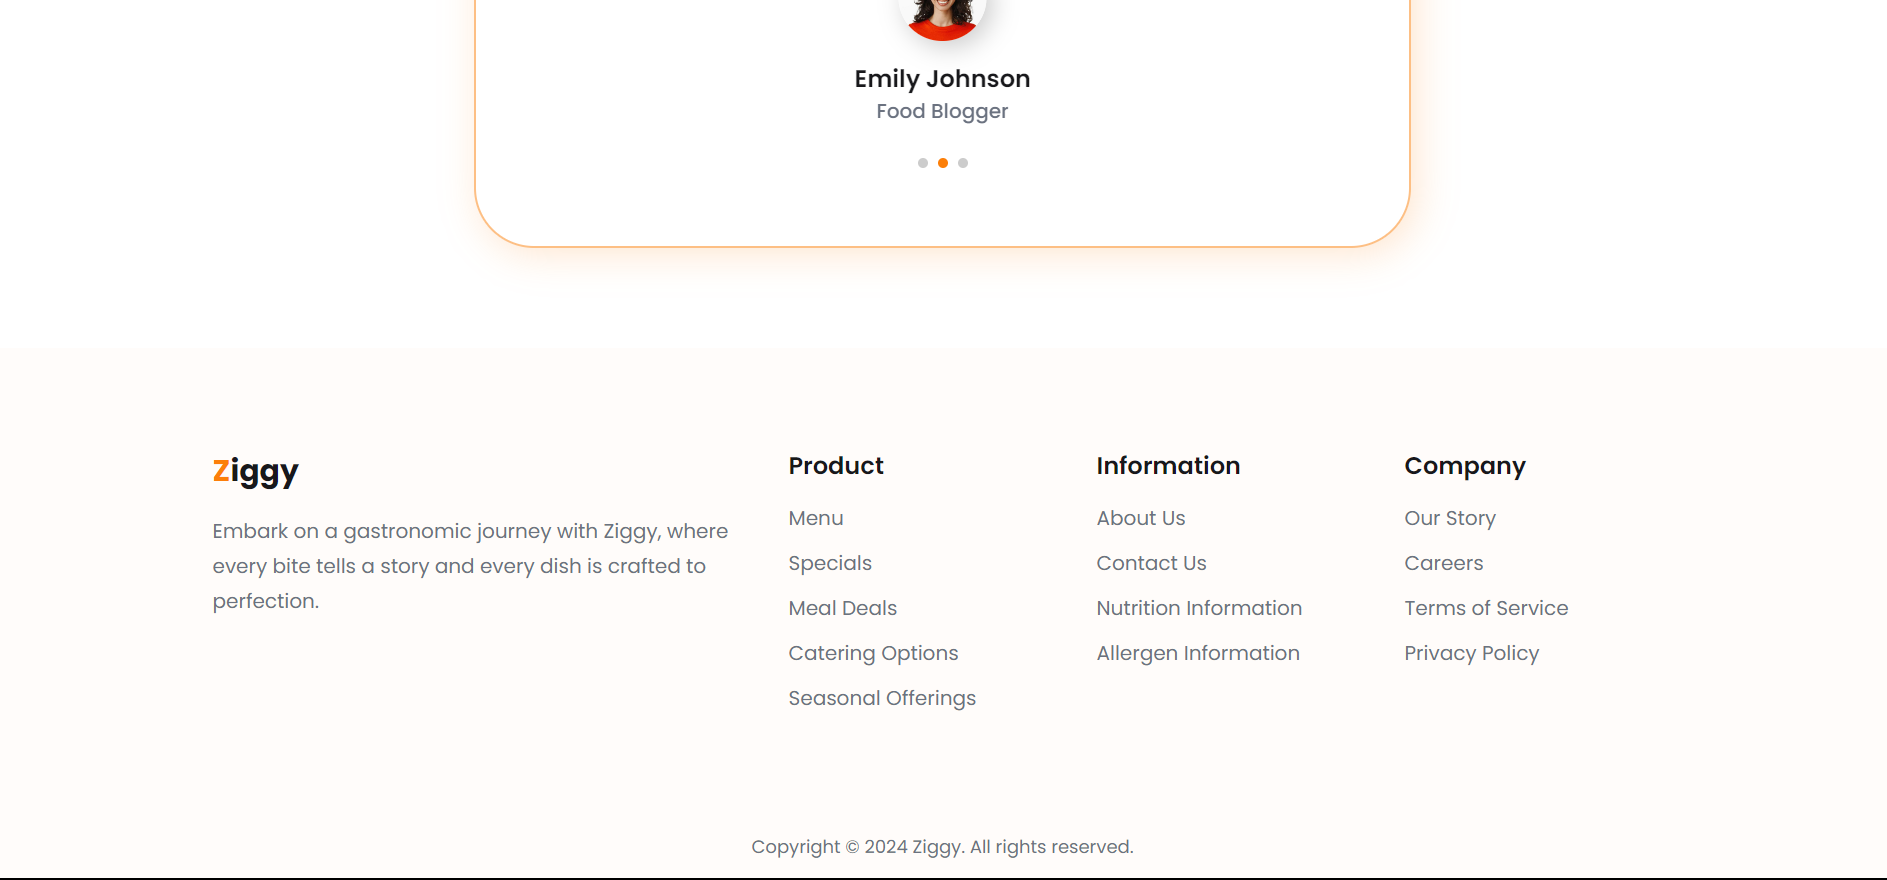 Emily Johnson
Food Blogger
Ziggy
Embark on a gastronomic journey with Ziggy, where
every bite tells a story and every dish is crafted to
perfection.
Product
Menu
Specials
Meal Deals
Catering Options
Seasonal Offerings
Information
About Us
Contact Us
Nutrition Information
Allergen Information
Company
Our Story
Careers
Terms of Service
Privacy Policy
Copyright © 2024 Ziggy. All rights reserved.